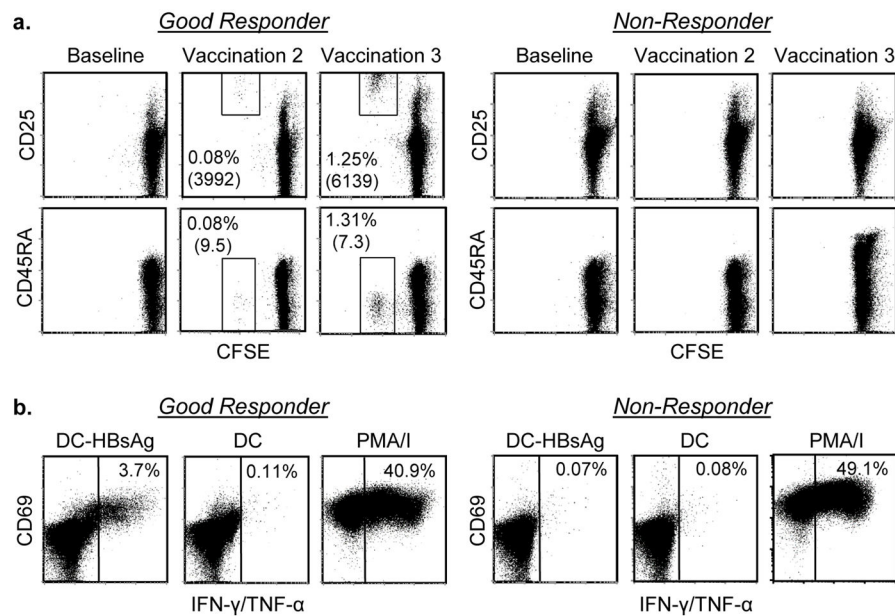 a.
Good Responder
Non-Responder
Baseline Vaccination 2 Vaccination 3
Baseline Vaccination 2 Vaccination 3
CD25
0.08%
(3992)
1.25%
(6139)
CD25
CD45RA
0.08%
(9.5)
1.31%
(7.3)
CD45RA
CFSE
CFSE
b.
Good Responder
Non-Responder
DC-HBsAg DC PMA/I
DC-HBsAg DC PMA/I
CD69
3.7%
0.11%
40.9%
CD69
0.07%
0.08%
49.1%
IFN-γ/TNF-α
IFN-γ/TNF-α